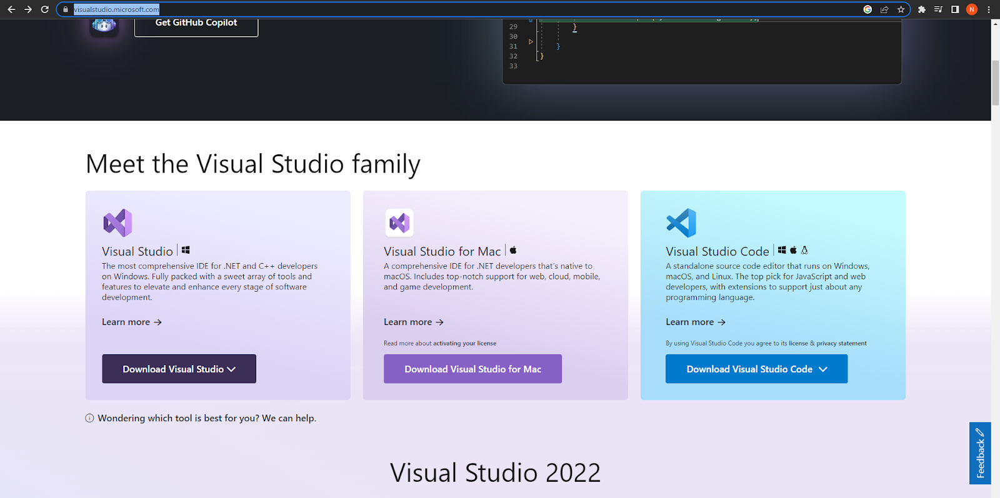 visualstudio.microsoft.com
N
Get GitHub Copilot
29
}
30
31
}
32
}
33
Meet the Visual Studio family
Visual Studio
The most comprehensive IDE for .NET and C++ developers
on Windows. Fully packed with a sweet array of tools and
features to elevate and enhance every stage of software
development.
Learn more →
Download Visual Studio
Visual Studio for Mac
A comprehensive IDE for .NET developers that's native to
macOS. Includes top-notch support for web, cloud, mobile,
and game development.
Learn more →
Read more about activating your license
Download Visual Studio for Mac
Visual Studio Code
A standalone source code editor that runs on Windows,
macOS, and Linux. The top pick for JavaScript and web
developers, with extensions to support just about any
programming language.
Learn more →
By using Visual Studio Code you agree to its license & privacy statement
Download Visual Studio Code
Wondering which tool is best for you? We can help.
Feedback
Visual Studio 2022